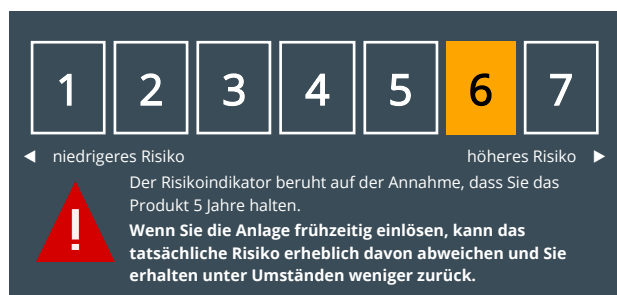 1 2 3 4 5 6 7
◄ niedrigeres Risiko höheres Risiko ►
Der Risikoindikator beruht auf der Annahme, dass Sie das
Produkt 5 Jahre halten.
Wenn Sie die Anlage frühzeitig einlösen, kann das
tatsächliche Risiko erheblich davon abweichen und Sie
erhalten unter Umständen weniger zurück.
!